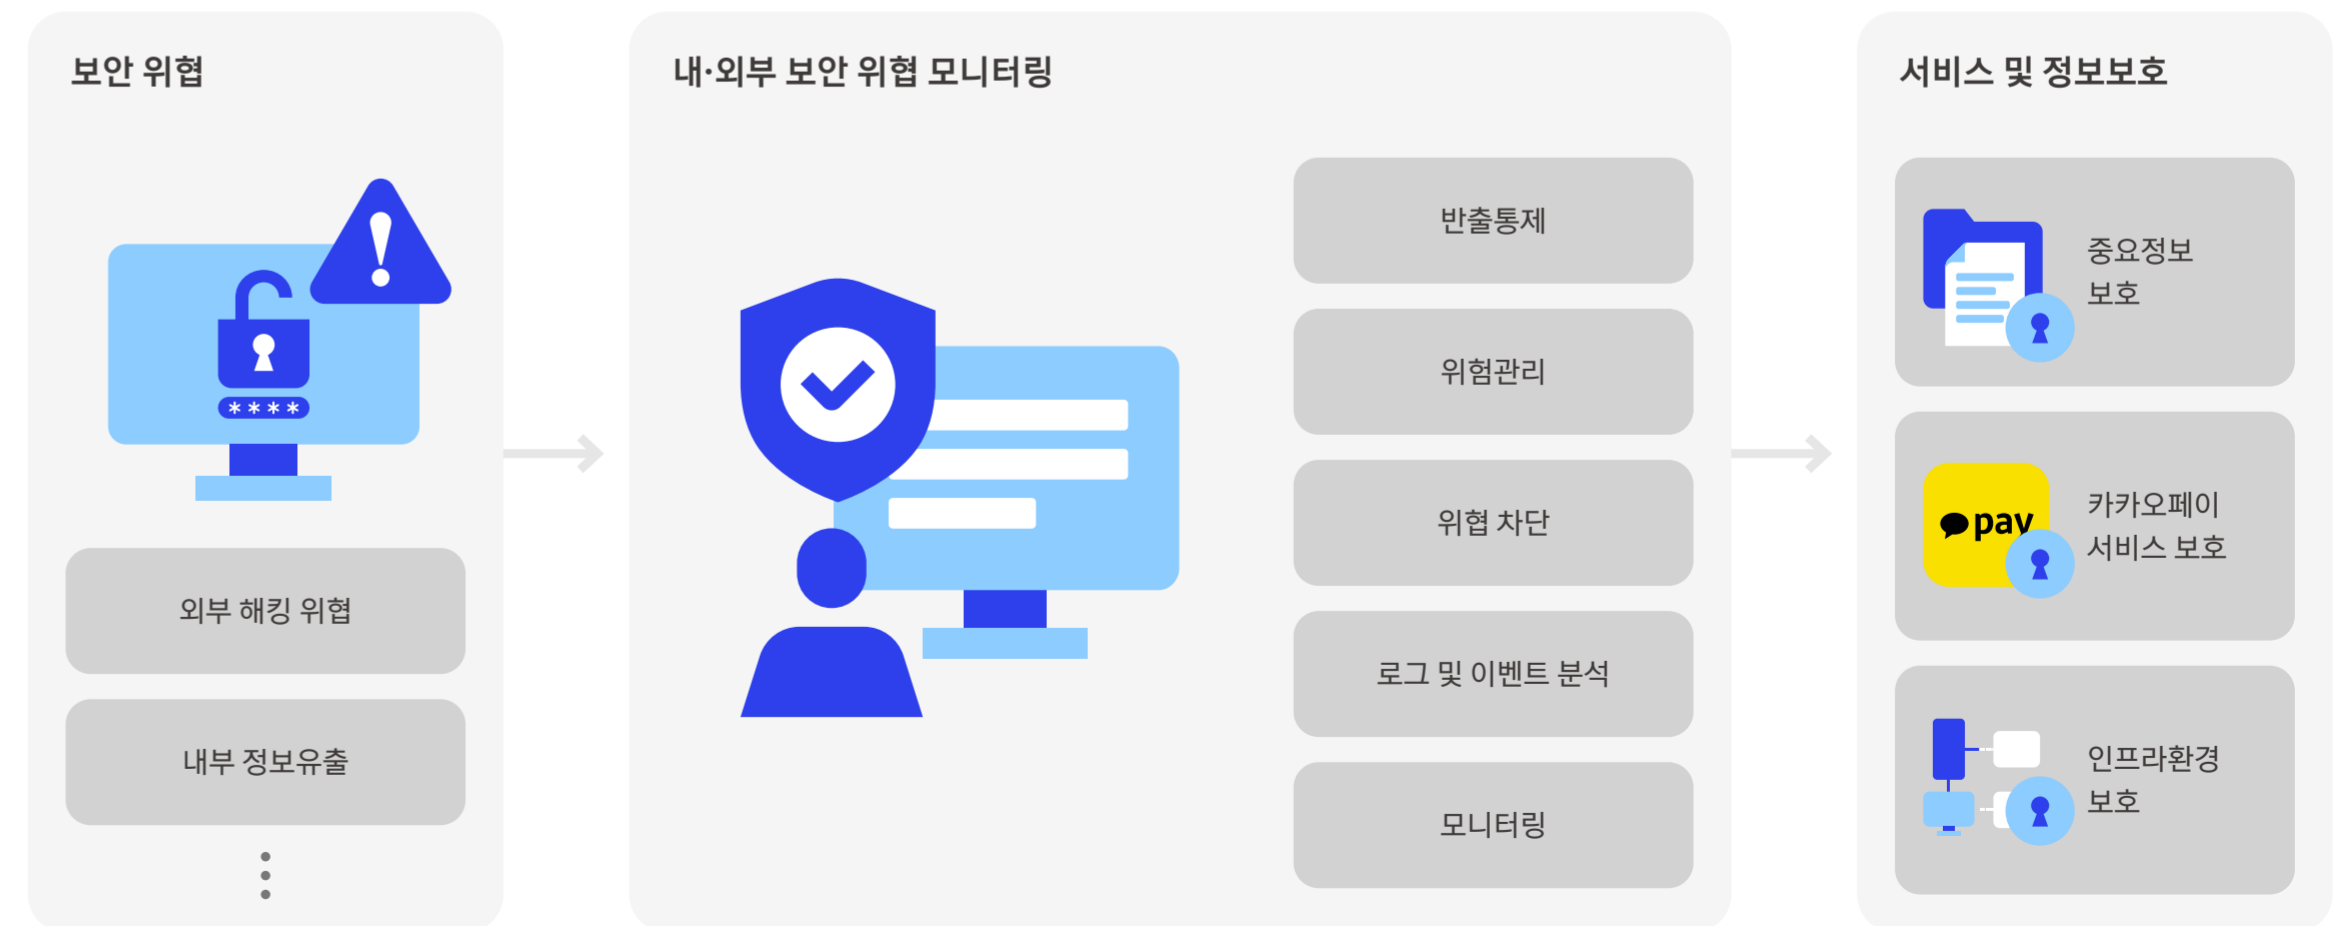 보안 위협
****
외부 해킹 위협
내부 정보유출
내·외부 보안 위협 모니터링
반출통제
위험관리
위협 차단
로그 및 이벤트 분석
모니터링
서비스 및 정보보호
중요정보
보호
pay
카카오페이
서비스 보호
인프라환경
보호